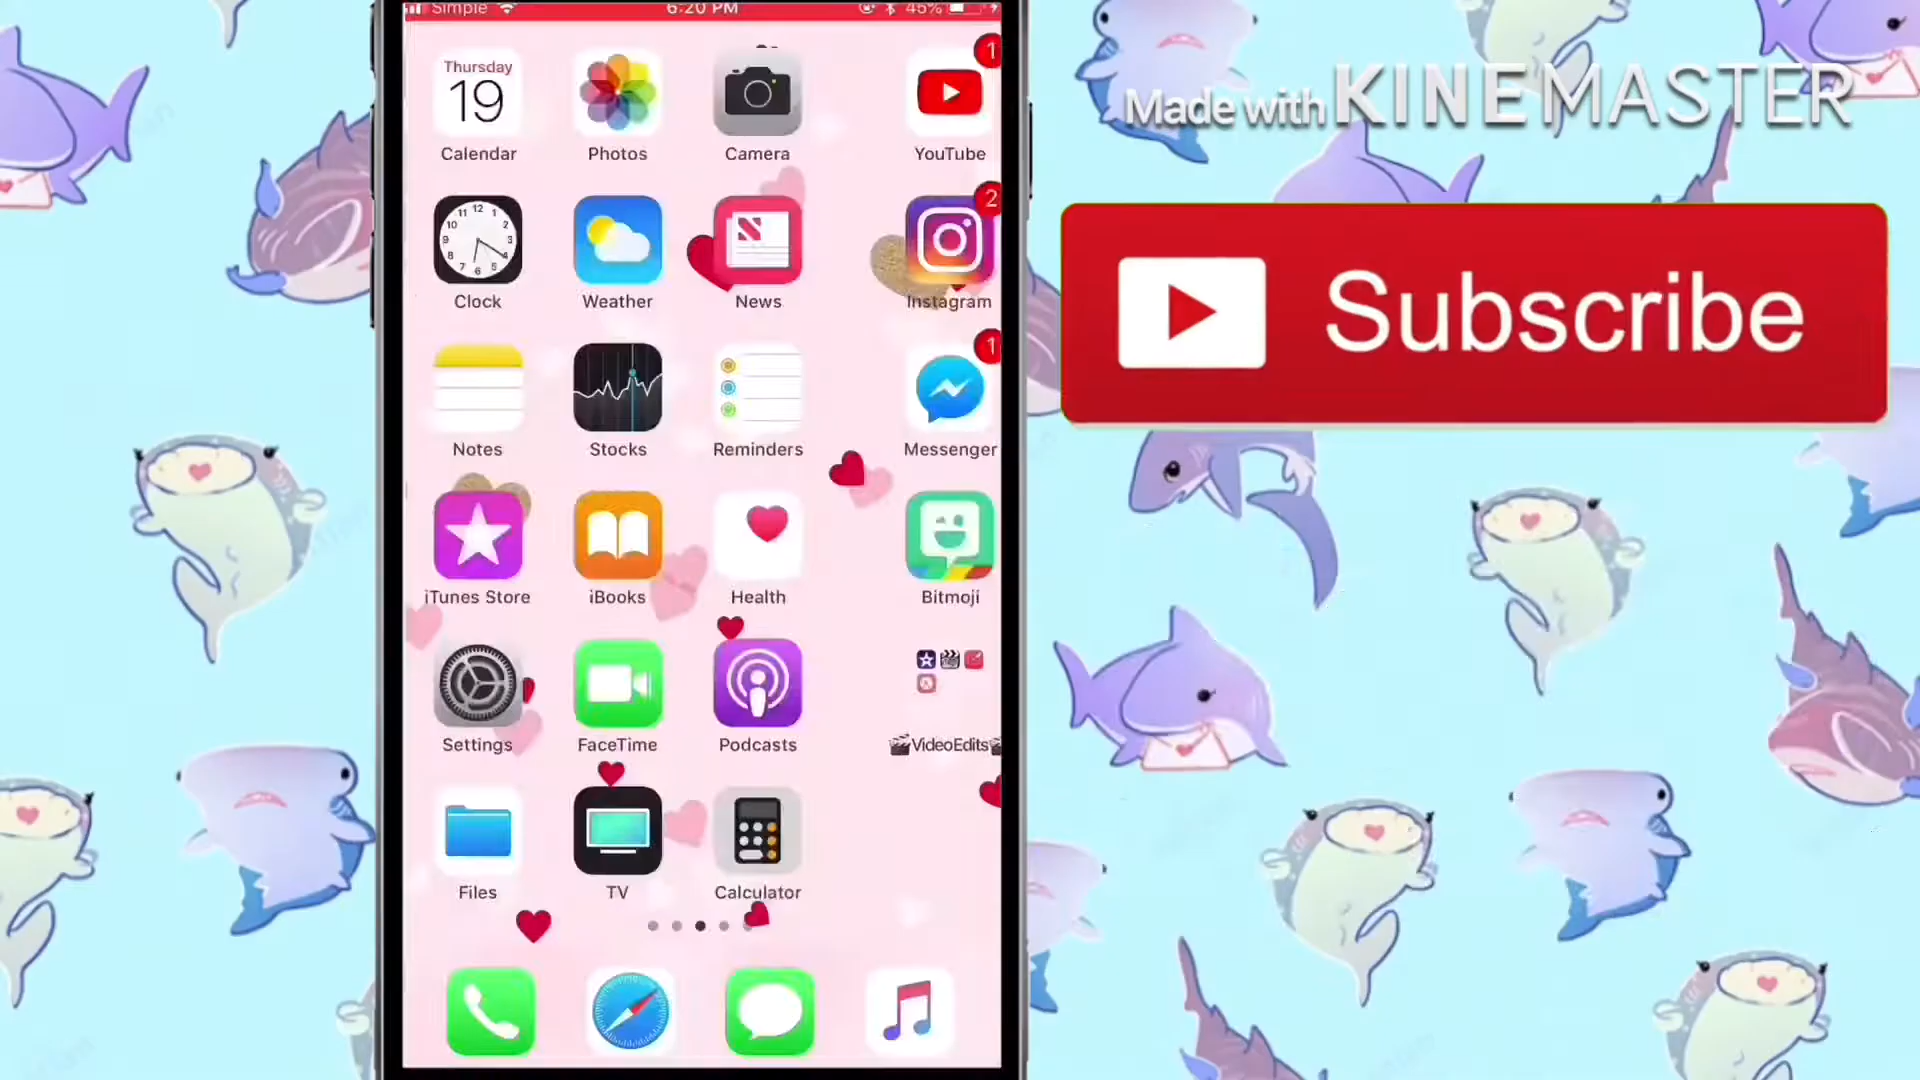 Simple 6:20 PM 45%
Made with KINEMASTER
Thursday
19
1
Calendar Photos Camera YouTube
2
Clock Weather News Instagram
1
Notes Stocks Reminders Messenger
iTunes Store iBooks Health Bitmoji
Settings FaceTime Podcasts VideoEdits
Files TV Calculator
Subscribe